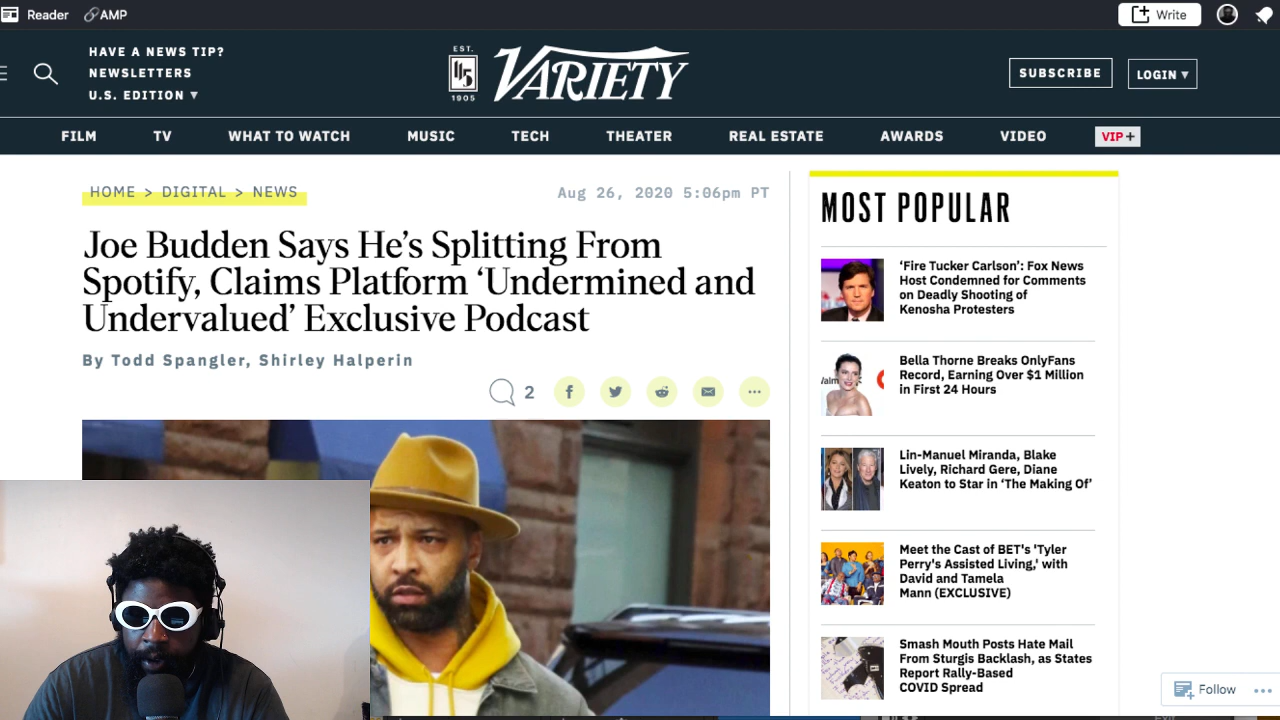 Reader AMP Write
HAVE A NEWS TIP?
NEWSLETTERS
U.S. EDITION ▼
EST.
115
1905
VARIETY
SUBSCRIBE
LOGIN ▼
FILM TV WHAT TO WATCH MUSIC TECH THEATER REAL ESTATE AWARDS VIDEO VIP+
HOME > DIGITAL > NEWS
Aug 26, 2020 5:06pm PT
Joe Budden Says He's Splitting From
Spotify, Claims Platform ‘Undermined and
Undervalued’ Exclusive Podcast
By Todd Spangler, Shirley Halperin
2
MOST POPULAR
‘Fire Tucker Carlson’: Fox News
Host Condemned for Comments
on Deadly Shooting of
Kenosha Protesters
Bella Thorne Breaks OnlyFans
Record, Earning Over $1 Million
in First 24 Hours
Lin-Manuel Miranda, Blake
Lively, Richard Gere, Diane
Keaton to Star in ‘The Making Of’
Meet the Cast of BET's 'Tyler
Perry's Assisted Living,' with
David and Tamela
Mann (EXCLUSIVE)
Smash Mouth Posts Hate Mail
From Sturgis Backlash, as States
Report Rally-Based
COVID Spread
Follow